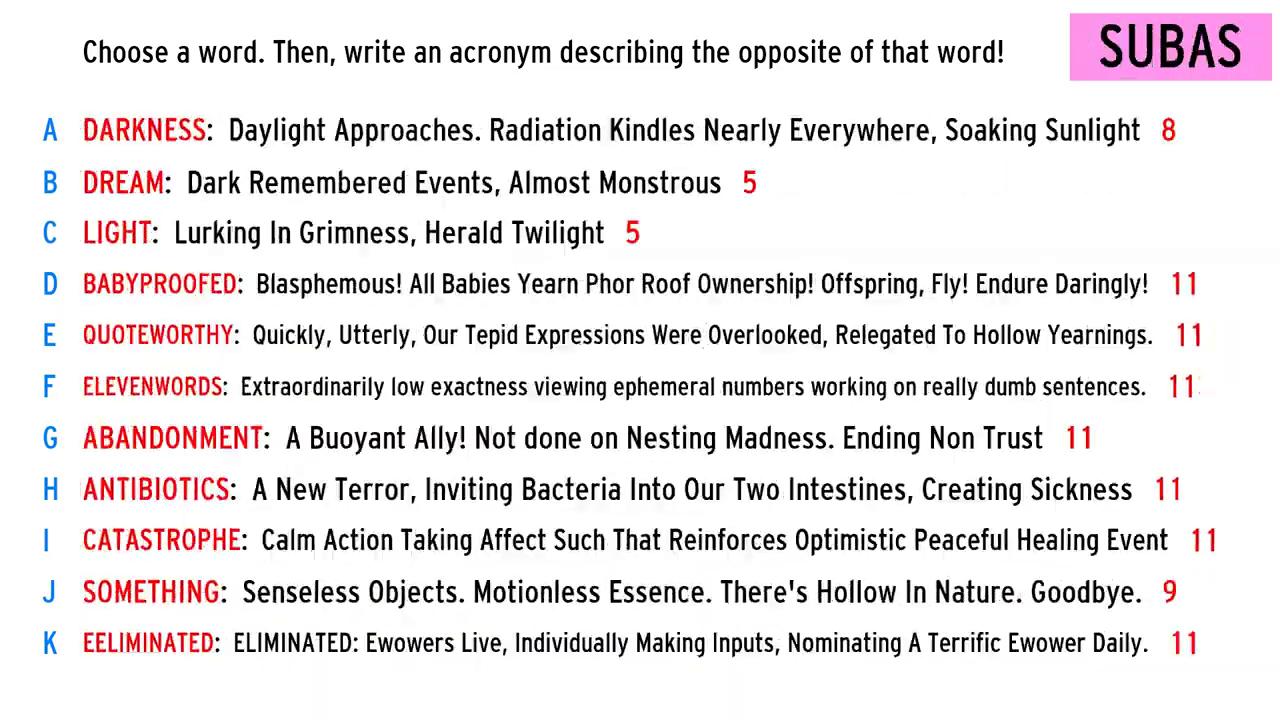 Choose a word. Then, write an acronym describing the opposite of that word!
SUBAS
A DARKNESS: Daylight Approaches. Radiation Kindles Nearly Everywhere, Soaking Sunlight 8
B DREAM: Dark Remembered Events, Almost Monstrous 5
C LIGHT: Lurking In Grimness, Herald Twilight 5
D BABYPROOFED: Blasphemous! All Babies Yearn Phor Roof Ownership! Offspring, Fly! Endure Daringly! 11
E QUOTEWORTHY: Quickly, Utterly, Our Tepid Expressions Were Overlooked, Relegated To Hollow Yearnings. 11
F ELEVENWORDS: Extraordinarily low exactness viewing ephemeral numbers working on really dumb sentences. 11
G ABANDONMENT: A Buoyant Ally! Not done on Nesting Madness. Ending Non Trust 11
H ANTIBIOTICS: A New Terror, Inviting Bacteria Into Our Two Intestines, Creating Sickness 11
I CATASTROPHE: Calm Action Taking Affect Such That Reinforces Optimistic Peaceful Healing Event 11
J SOMETHING: Senseless Objects. Motionless Essence. There's Hollow In Nature. Goodbye. 9
K EELIMINATED: ELIMINATED: Ewowers Live, Individually Making Inputs, Nominating A Terrific Ewower Daily. 11